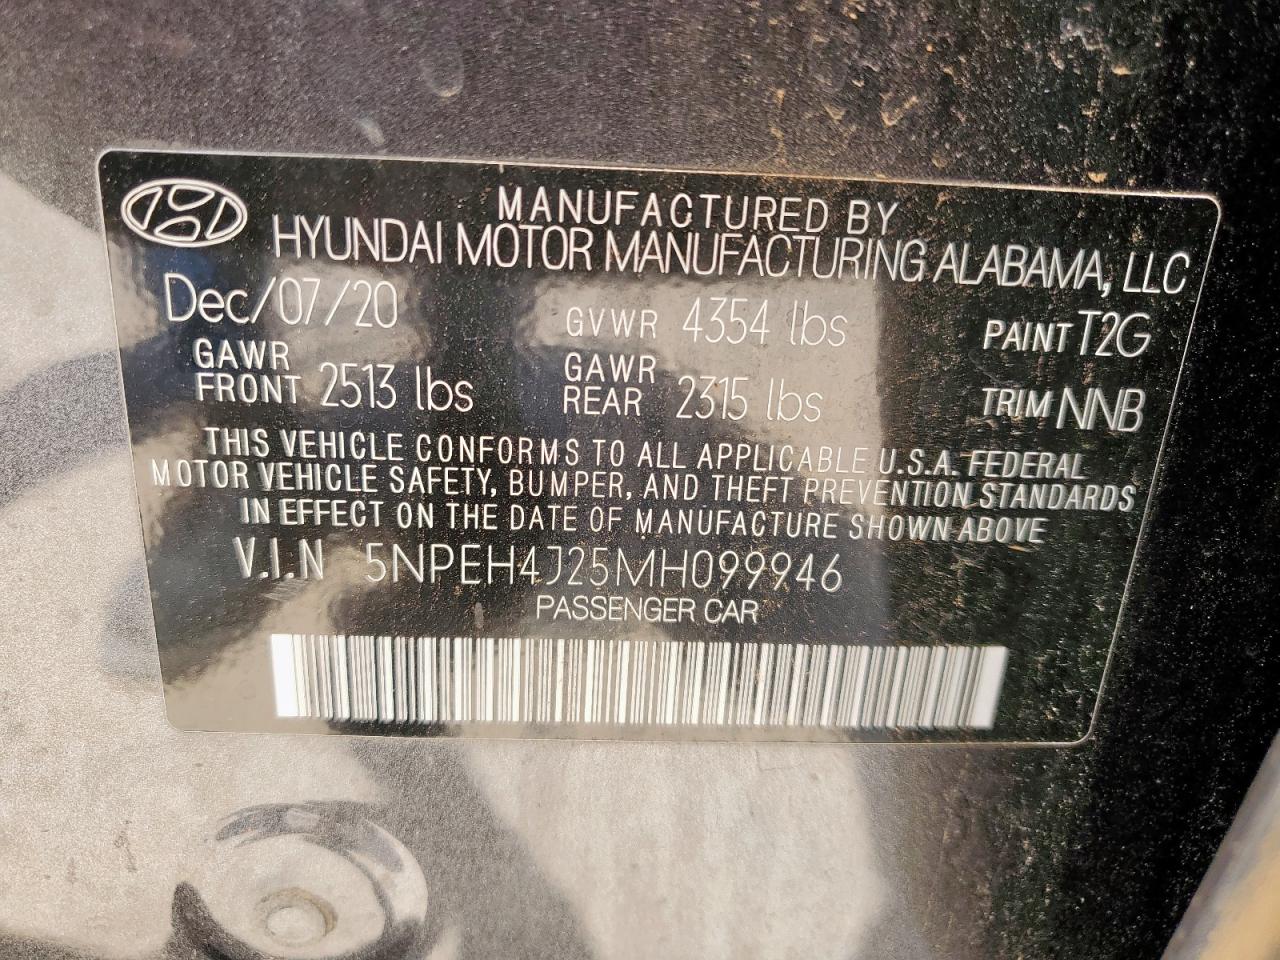 MANUFACTURED BY
HYUNDAI MOTOR MANUFACTURING ALABAMA, LLC
Dec/07/20 GVWR 4354 lbs PAINT T2G
GAWR FRONT 2513 lbs GAWR REAR 2315 lbs TRIM NNB
THIS VEHICLE CONFORMS TO ALL APPLICABLE U.S.A. FEDERAL
MOTOR VEHICLE SAFETY, BUMPER, AND THEFT PREVENTION STANDARDS
IN EFFECT ON THE DATE OF MANUFACTURE SHOWN ABOVE
V.I.N 5NPEH4J25MH099946
PASSENGER CAR